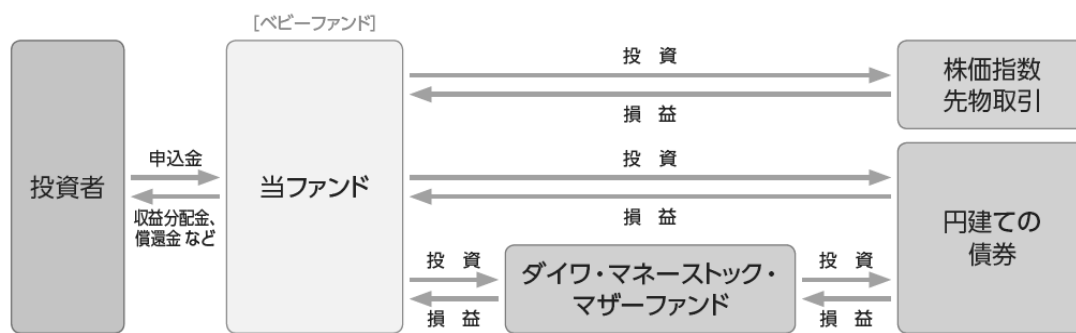 [ベビーファンド]
投資者
申込金
収益分配金、
償還金 など
当ファンド
投 資
損 益
株価指数
先物取引
投 資
損 益
円建ての
債券
投 資
損 益
ダイワ・マネーストック・
マザーファンド
投 資
損 益